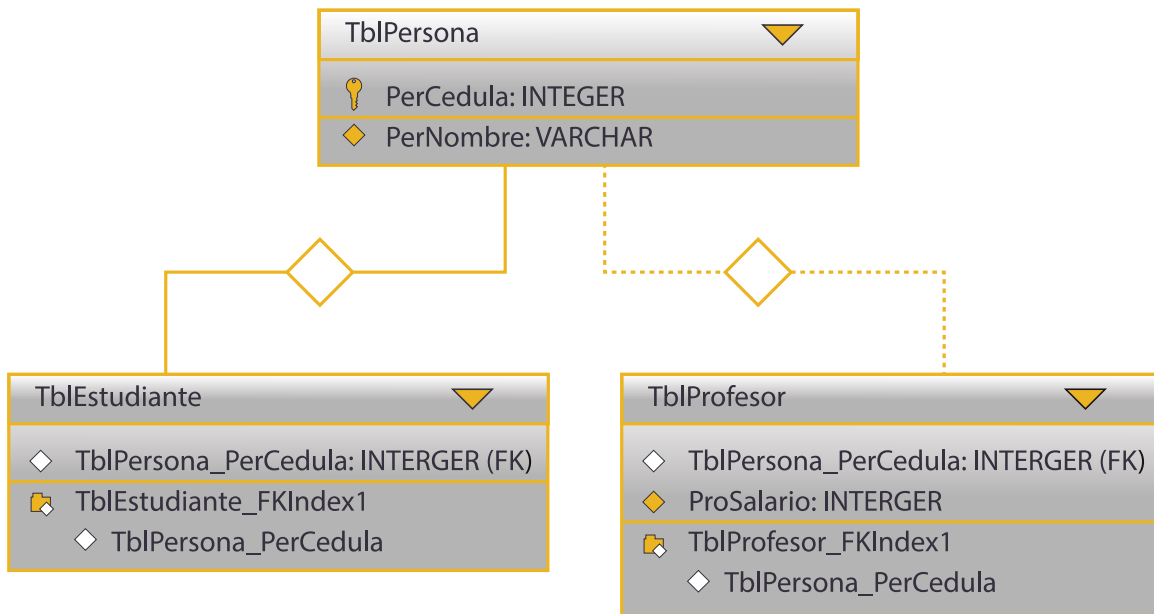 TblPersona
PerCedula: INTEGER
PerNombre: VARCHAR
TblEstudiante
TblPersona_PerCedula: INTERGER (FK)
TblEstudiante_FKIndex1
TblPersona_PerCedula
TblProfesor
TblPersona_PerCedula: INTERGER (FK)
ProSalario: INTERGER
TblProfesor_FKIndex1
TblPersona_PerCedula